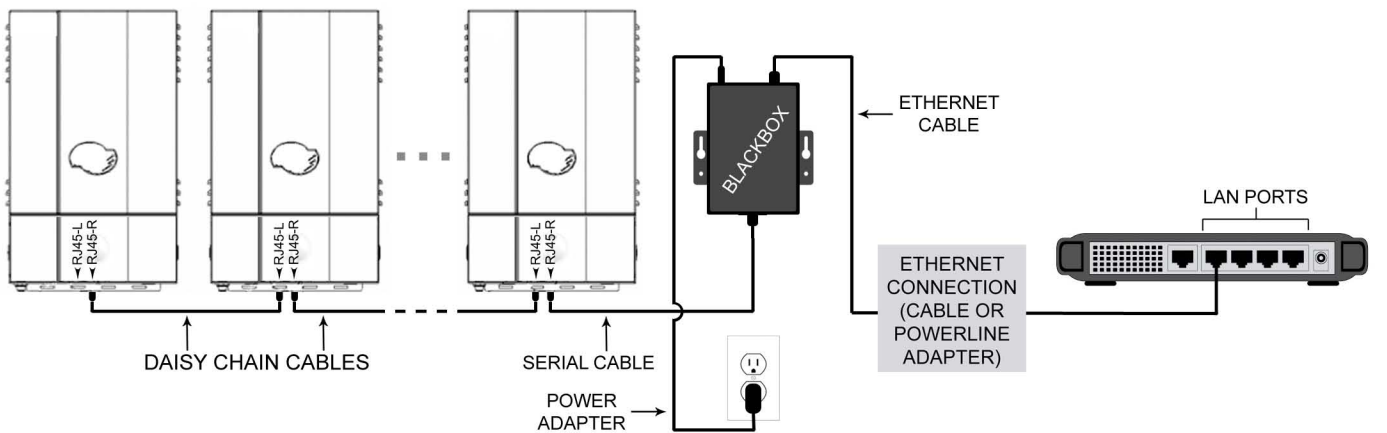 RJ45-L
RJ45-R
RJ45-L
RJ45-R
RJ45-L
RJ45-R
DAISY CHAIN CABLES
SERIAL CABLE
POWER
ADAPTER
BLACKBOX
ETHERNET
CABLE
ETHERNET
CONNECTION
(CABLE OR
POWERLINE
ADAPTER)
LAN PORTS